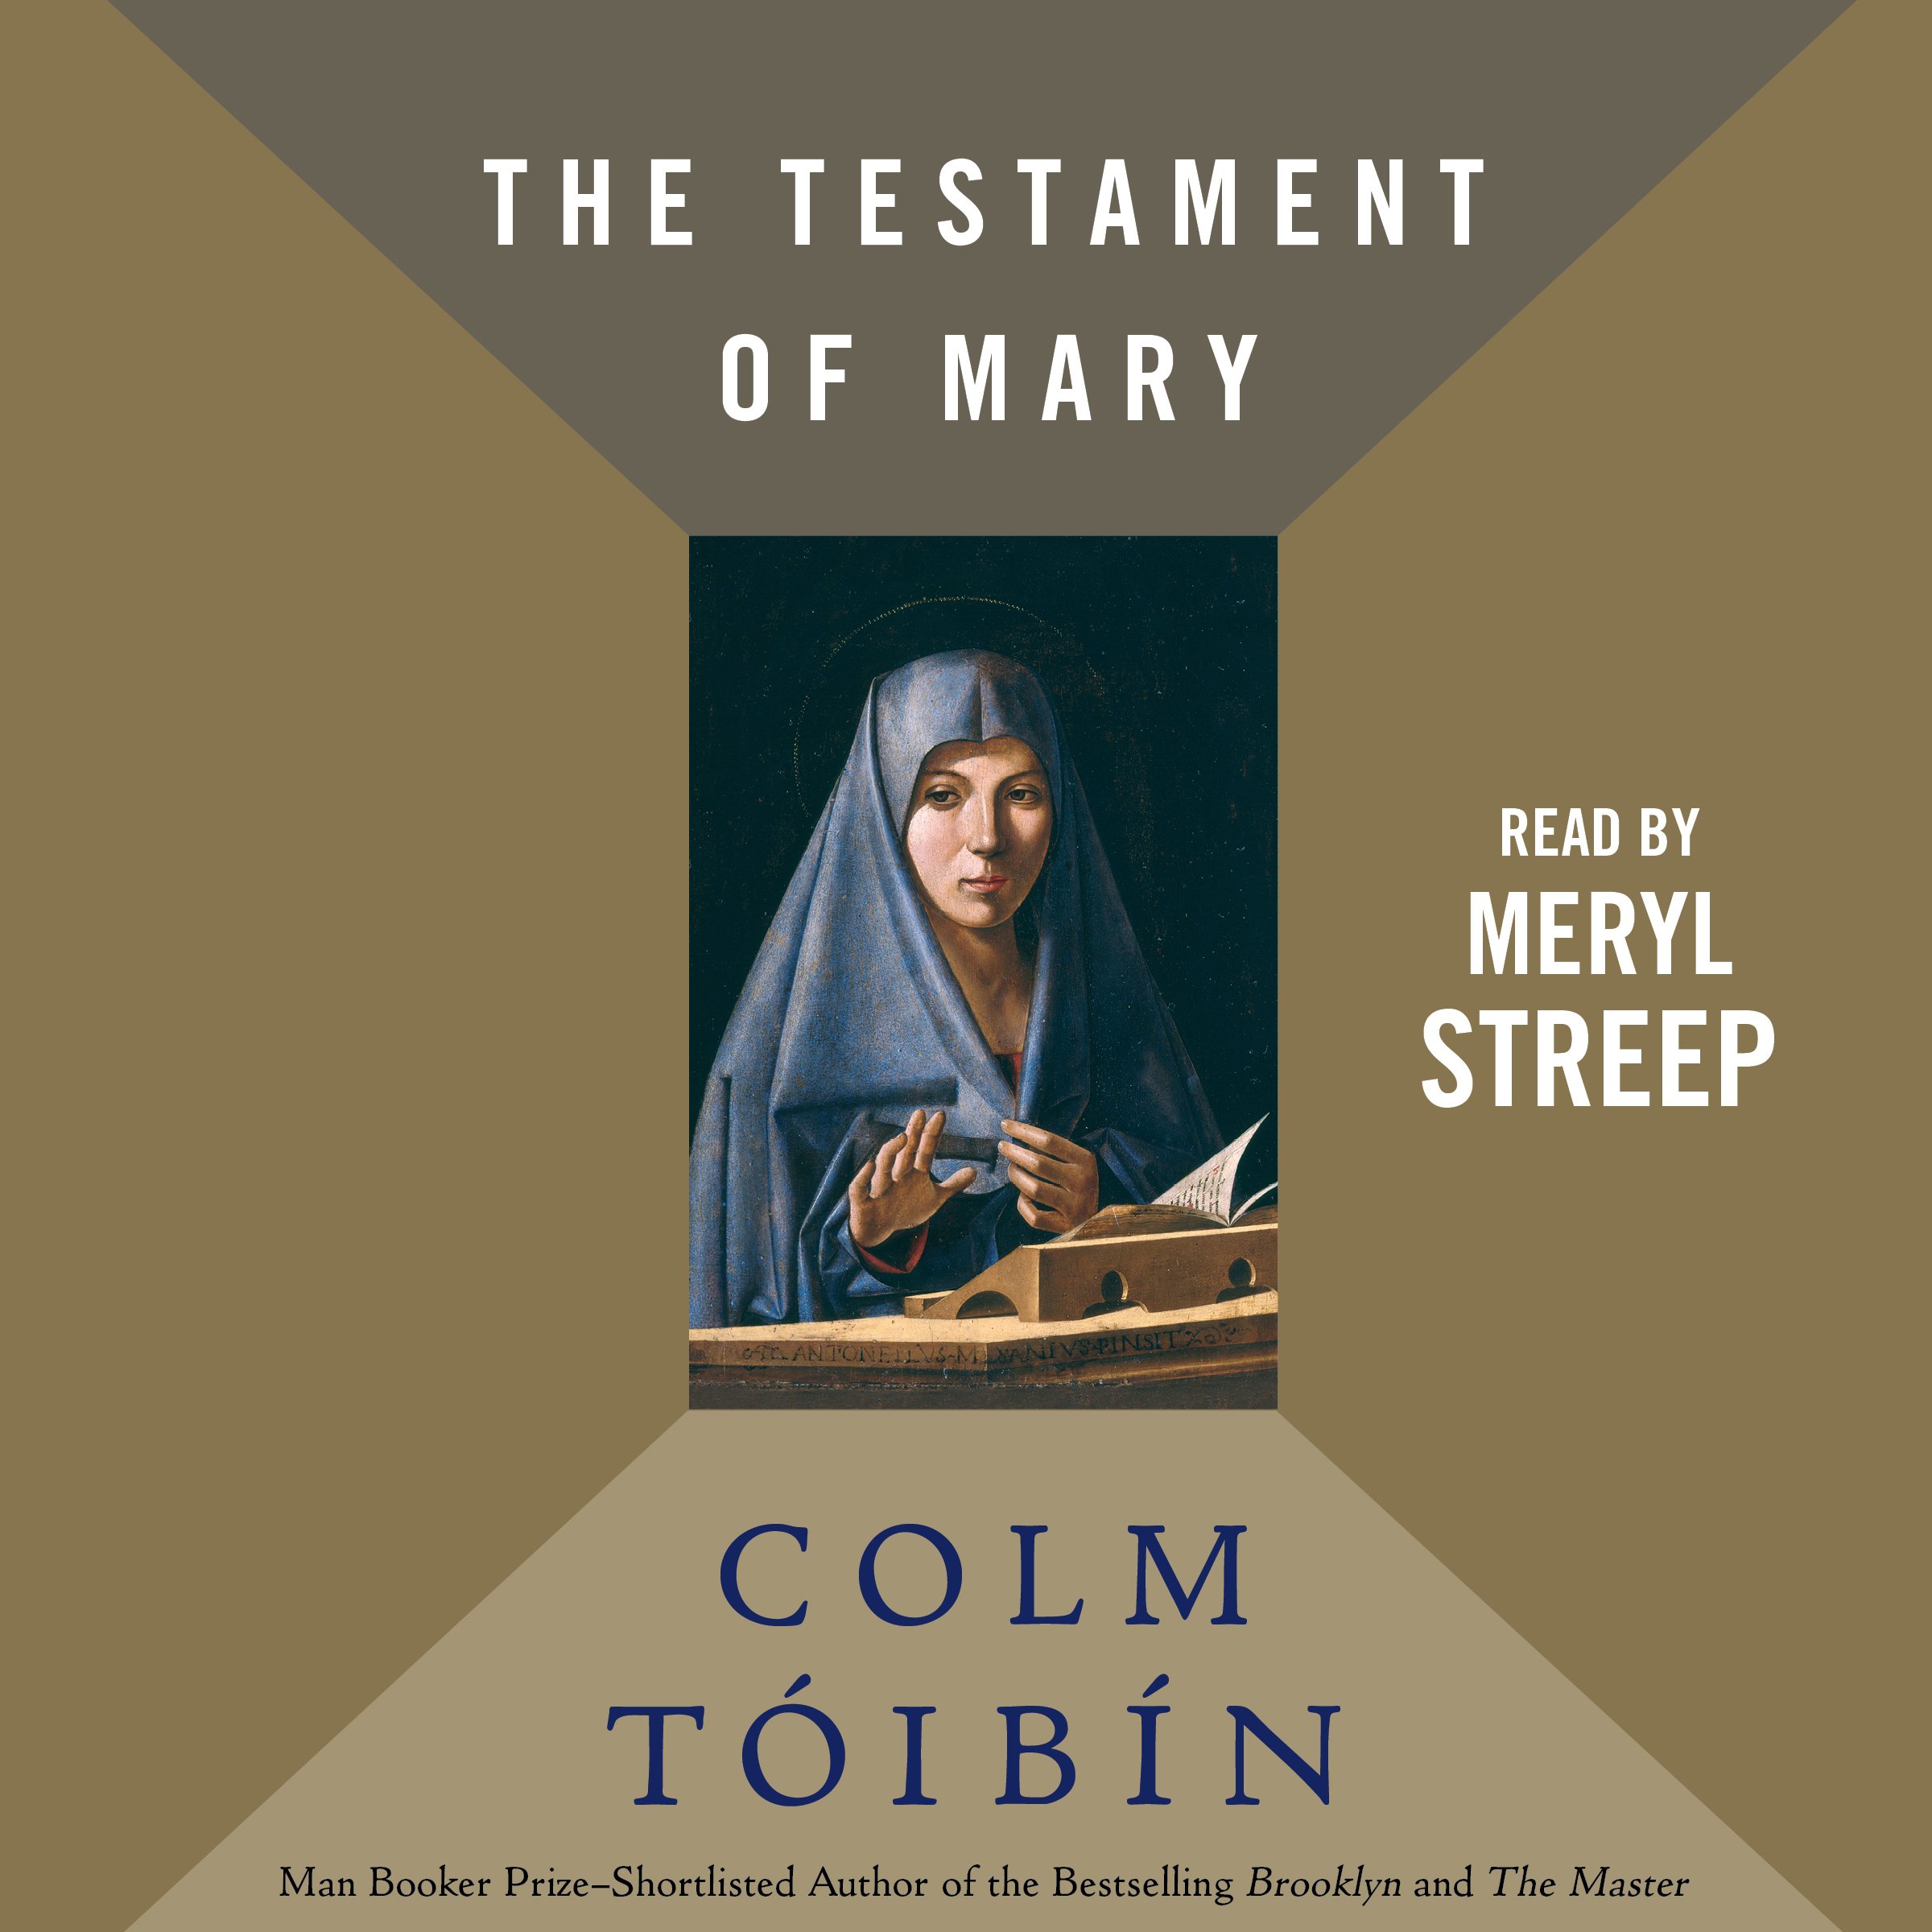 THE TESTAMENT
OF MARY
READ BY
MERYL
STREEP
PINSIT
COLM
TÓIBÍN
Man Booker Prize–Shortlisted Author of the Bestselling Brooklyn and The Master